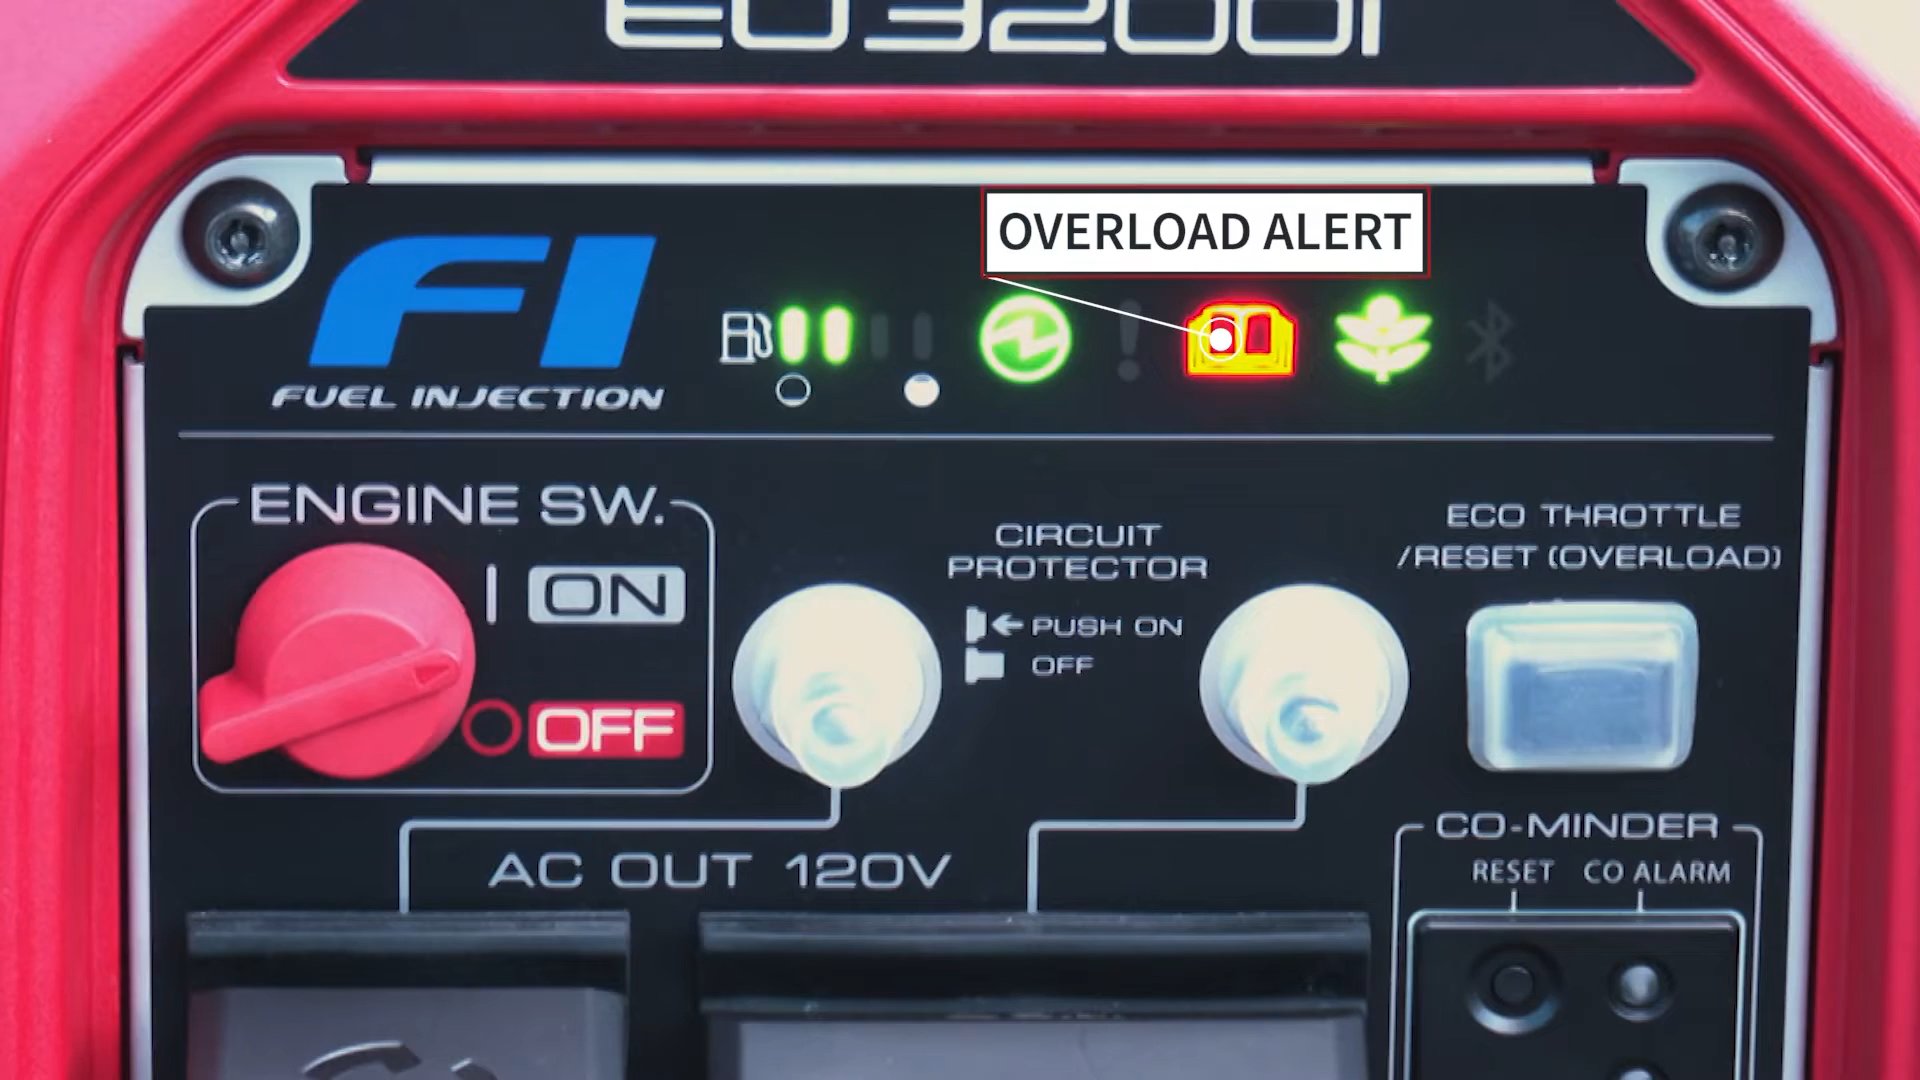 EU3200i
OVERLOAD ALERT
FI
FUEL INJECTION
ENGINE SW.
ON
OFF
CIRCUIT
PROTECTOR
PUSH ON
OFF
ECO THROTTLE
/RESET (OVERLOAD)
AC OUT 120V
CO-MINDER
RESET CO ALARM